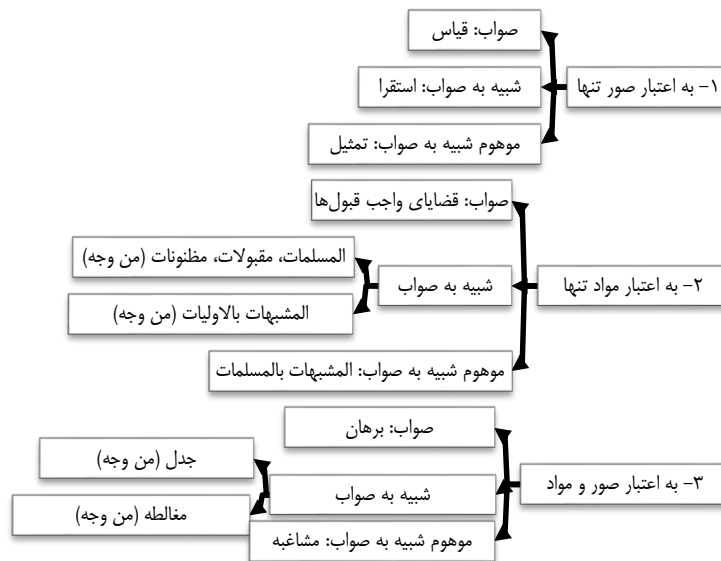 ۱- به اعتبار صور تنها
صواب: قیاس
شبیه به صواب: استقرا
موهوم شبیه به صواب: تمثیل
۲- به اعتبار مواد تنها
صواب: قضایای واجب قبول‌ها
شبیه به صواب
المسلمات، مقبولات، مظنونات (من وجه)
المشبهات بالاولیات (من وجه)
موهوم شبیه به صواب: المشبهات بالمسلمات
۳- به اعتبار صور و مواد
صواب: برهان
شبیه به صواب
جدل (من وجه)
مغالطه (من وجه)
موهوم شبیه به صواب: مشاغبه